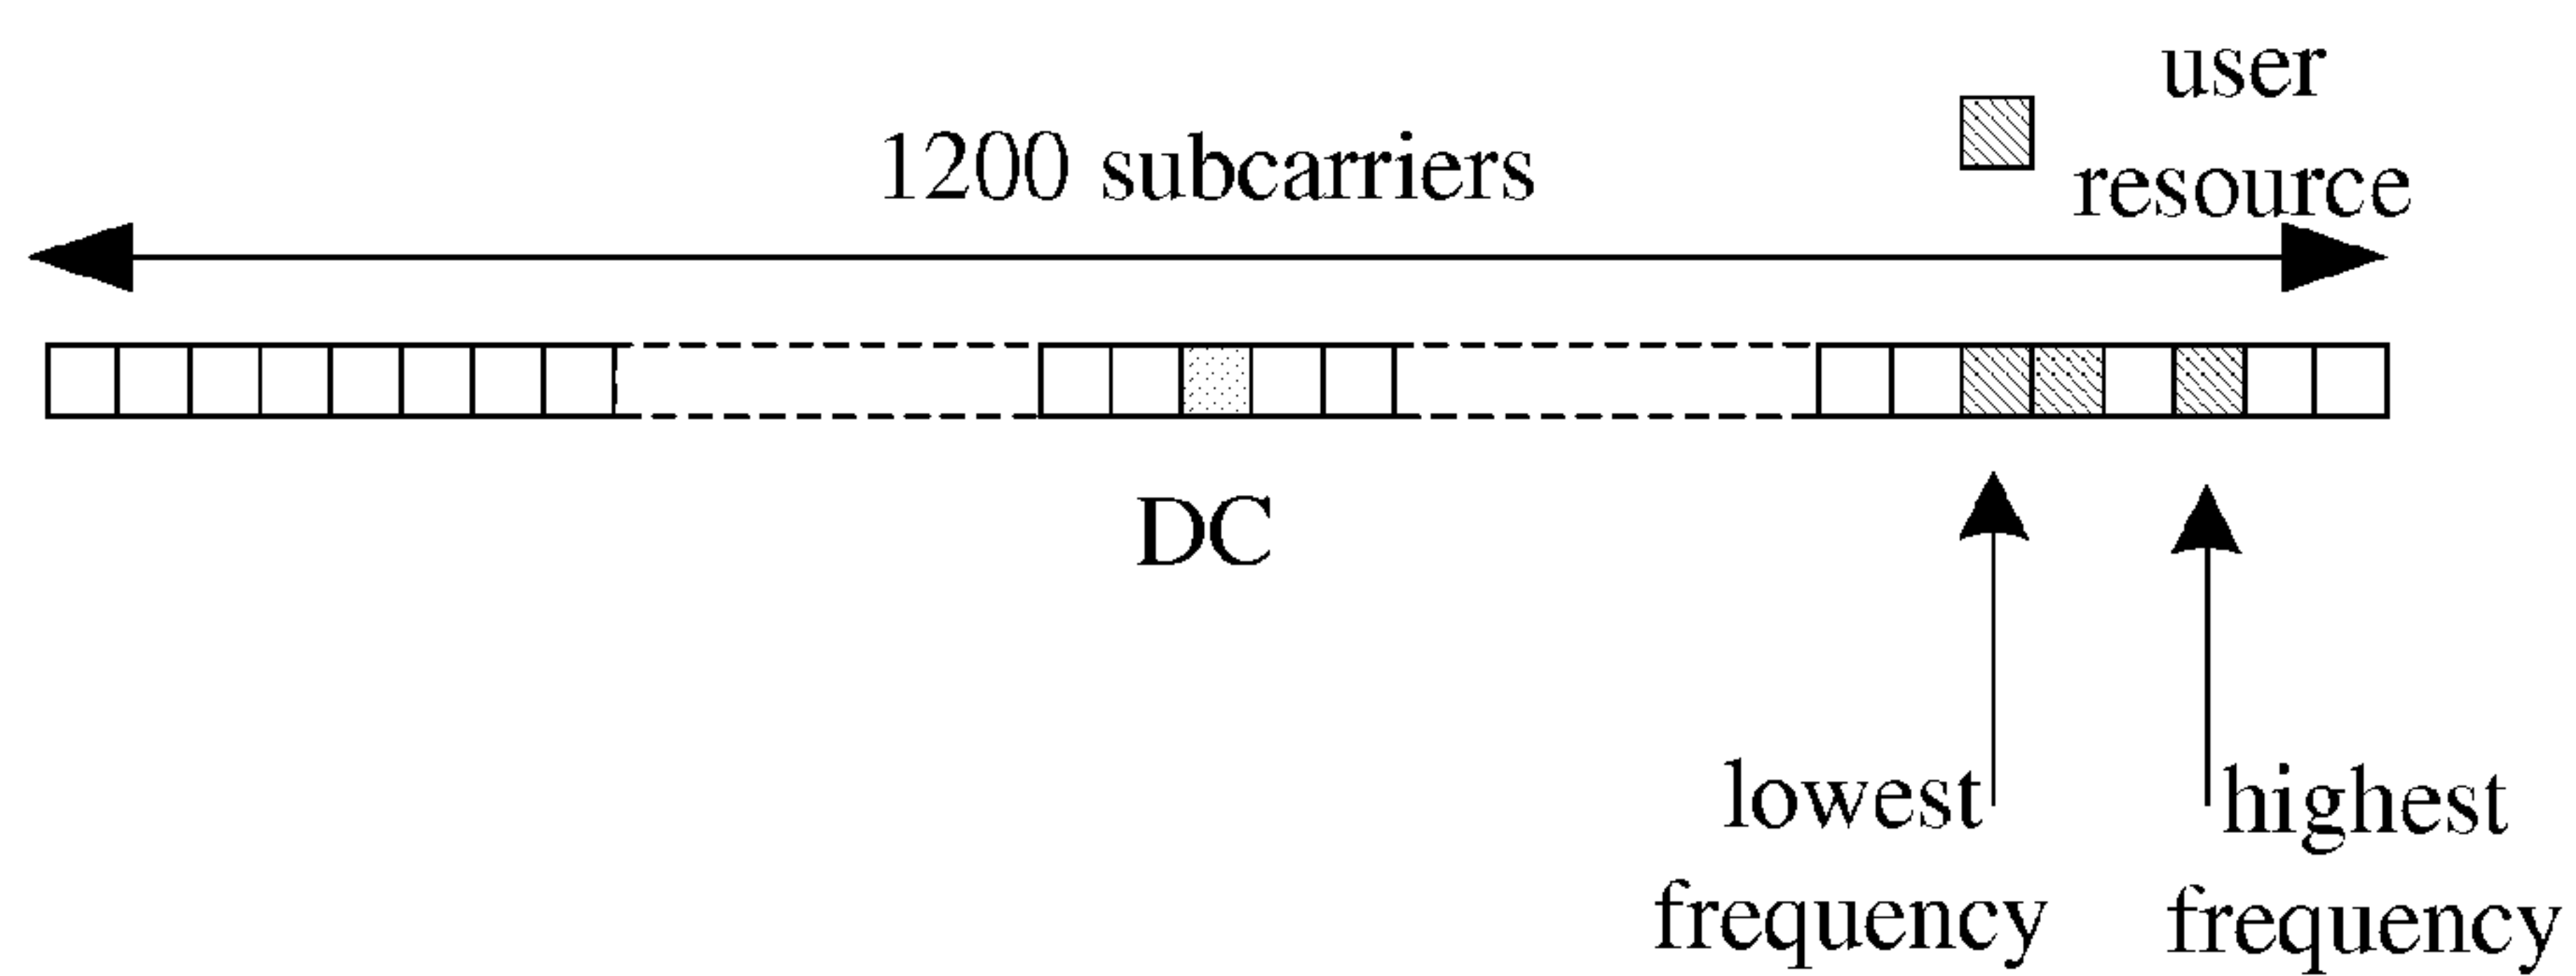 user
resource
1200 subcarriers
DC
lowest
frequency
highest
frequency